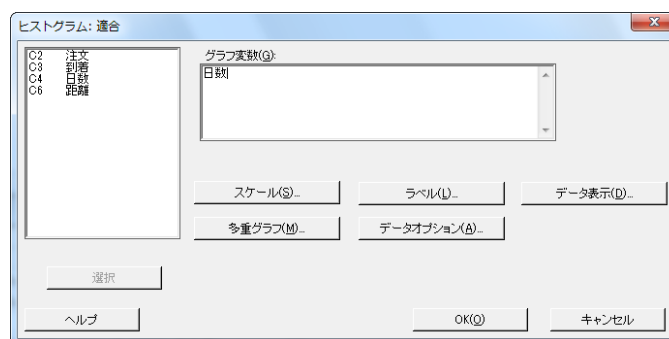 ヒストグラム: 適合
C2 注文
C3 到着
C4 日数
C6 距離
グラフ変数(G):
日数
スケール(S)...
ラベル(L)...
データ表示(D)...
多重グラフ(M)...
データオプション(A)...
選択
ヘルプ
OK(O)
キャンセル